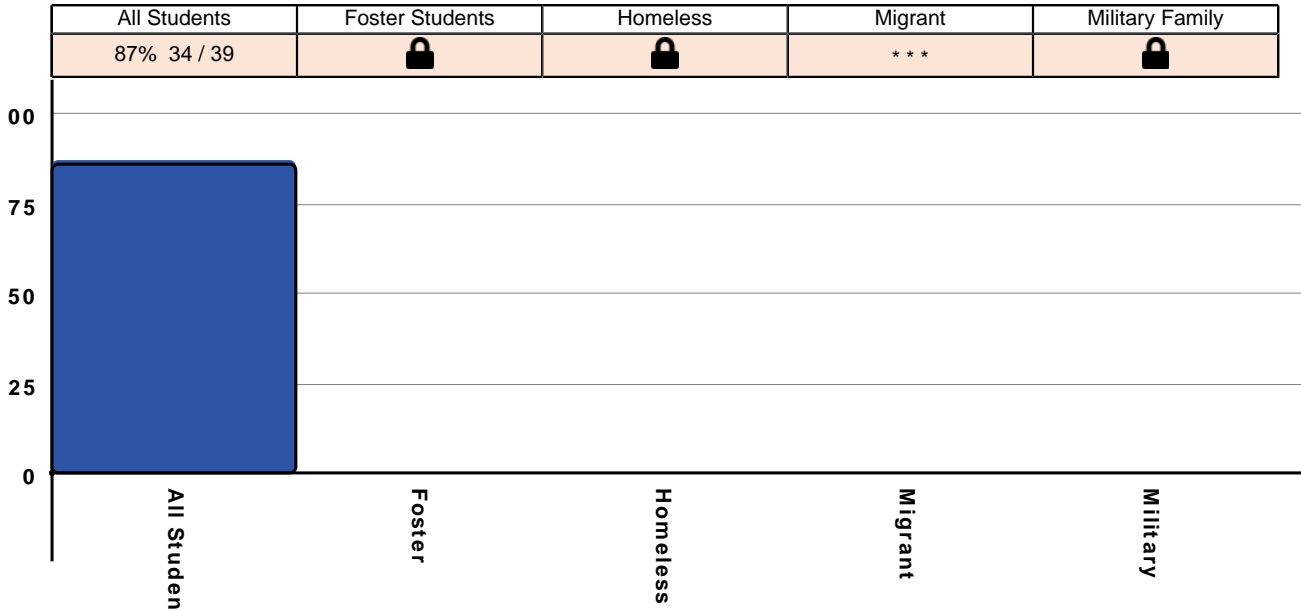 All Students Foster Students Homeless Migrant Military Family
87% 34 / 39 * * *
00
75
50
25
0
All Studen
Foster
Homeless
Migrant
Military